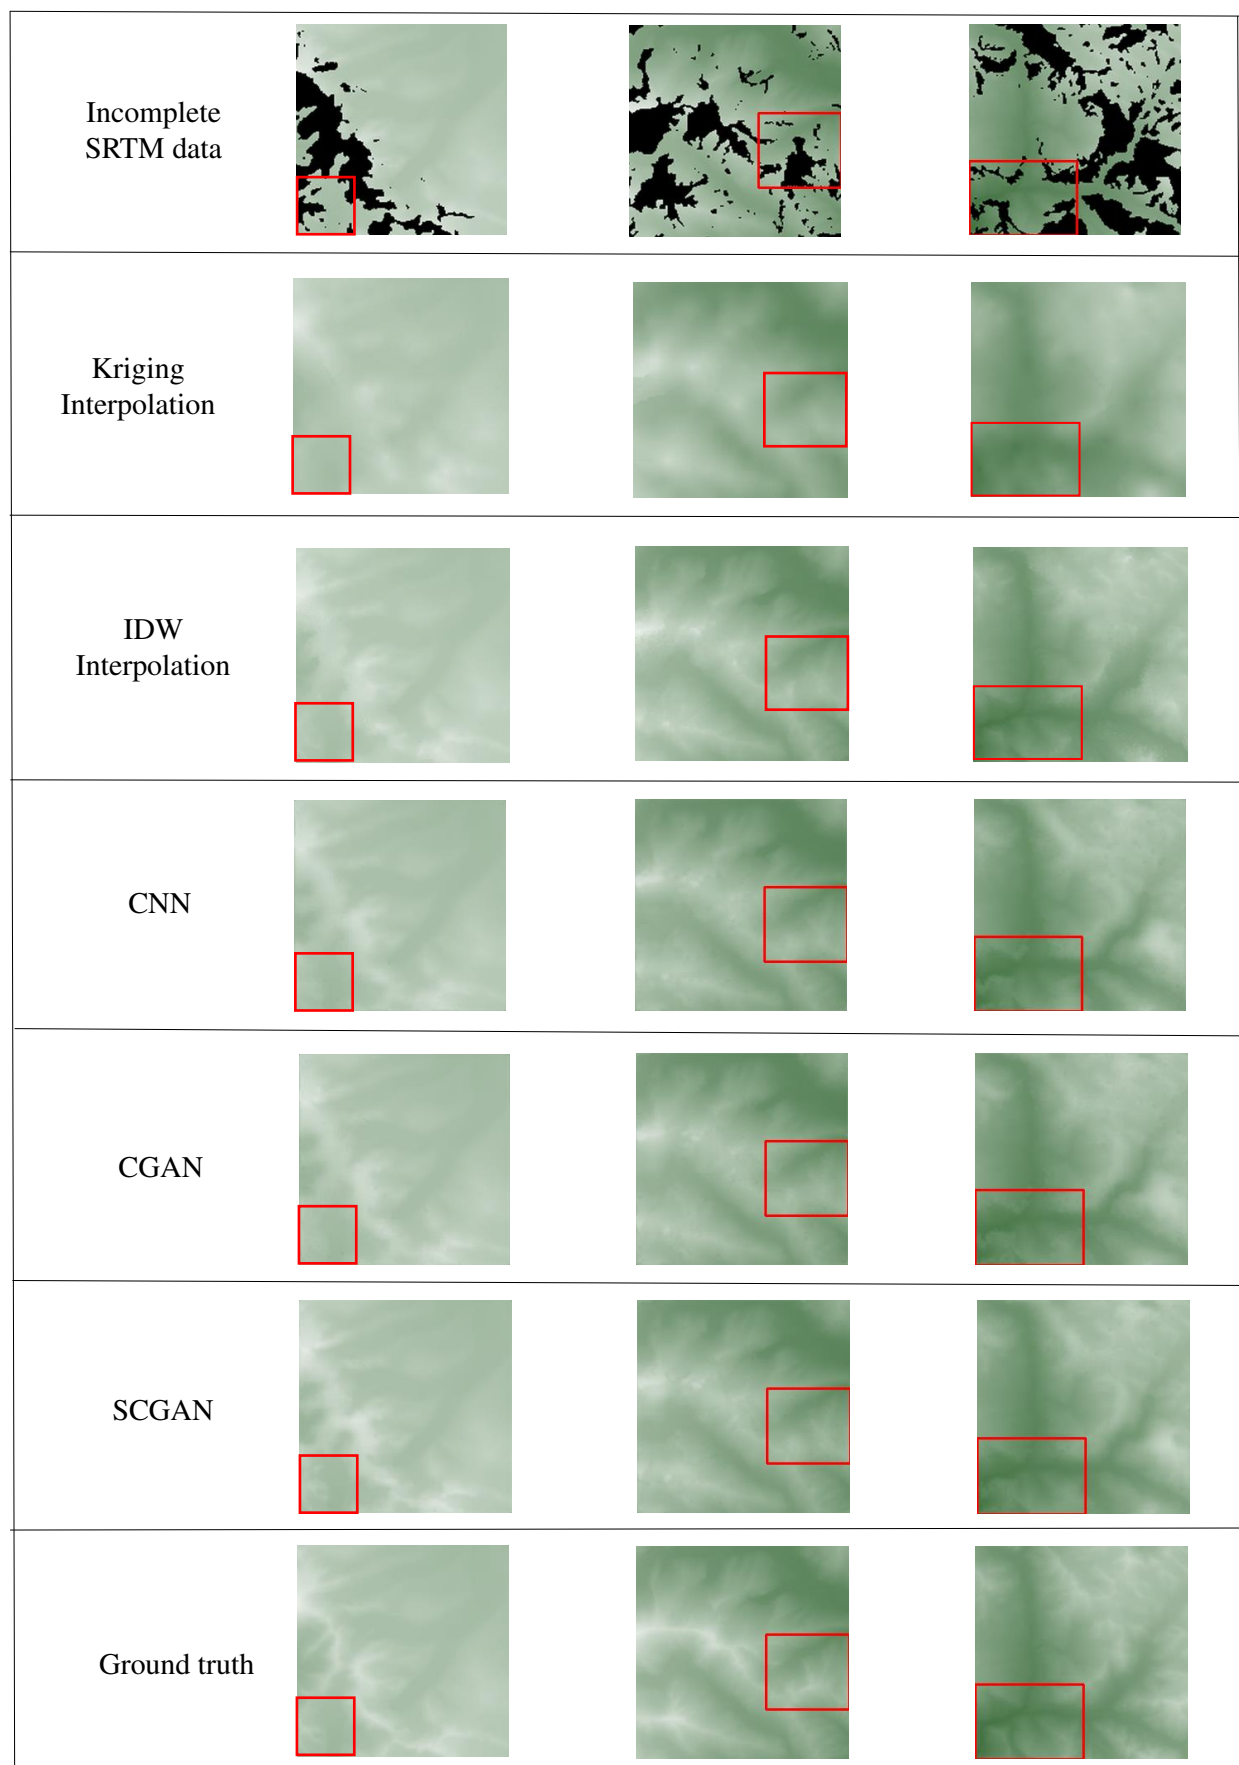 Incomplete
SRTM data
Kriging
Interpolation
IDW
Interpolation
CNN
CGAN
SCGAN
Ground truth